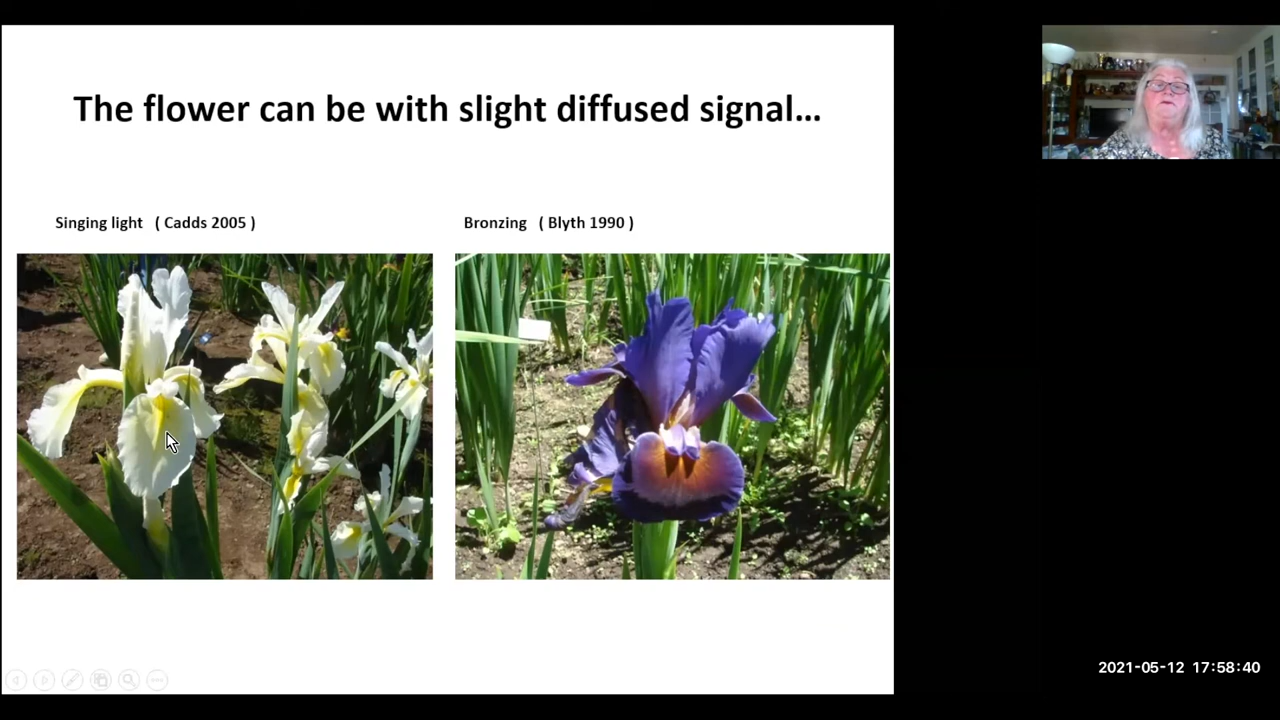 The flower can be with slight diffused signal...
Singing light ( Cadds 2005 )
Bronzing ( Blyth 1990 )
2021-05-12 17:58:40